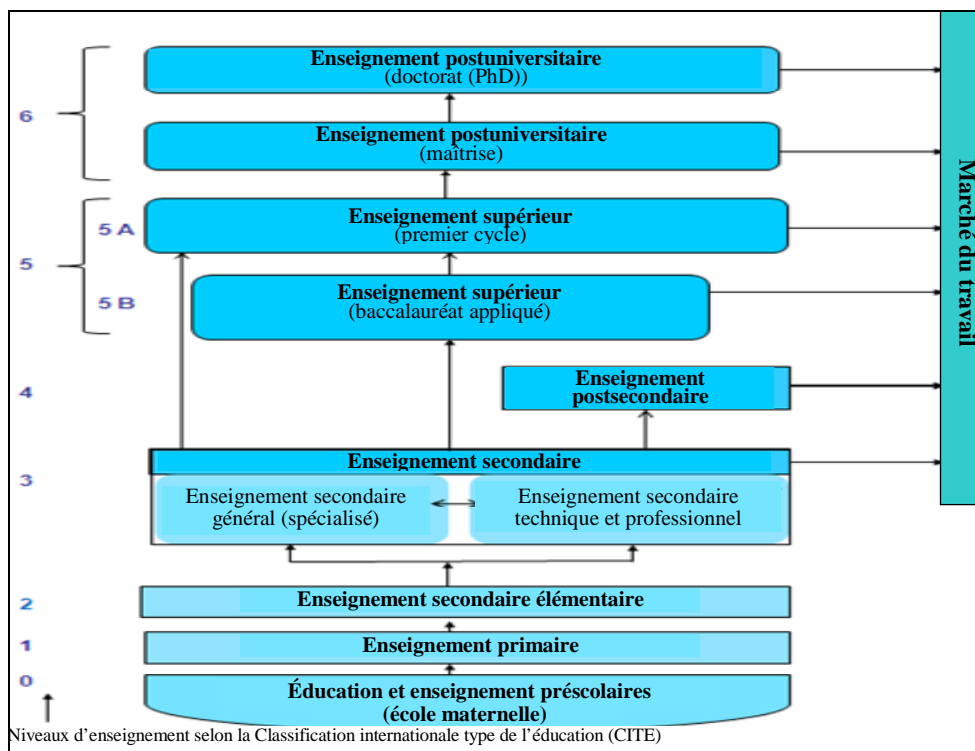 Enseignement postuniversitaire
(doctorat (PhD))
6
Enseignement postuniversitaire
(maîtrise)
5 A
Enseignement supérieur
(premier cycle)
5
5 B
Enseignement supérieur
(baccalauréat appliqué)
4
Enseignement
postsecondaire
Enseignement secondaire
3
Enseignement secondaire
général (spécialisé)
Enseignement secondaire
technique et professionnel
2
Enseignement secondaire élémentaire
1
Enseignement primaire
0
Éducation et enseignement préscolaires
(école maternelle)
Marché du travail
Niveaux d'enseignement selon la Classification internationale type de l'éducation (CITE)